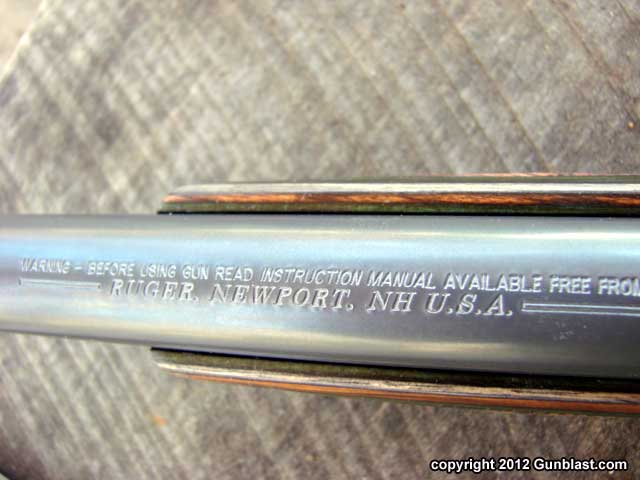 WARNING - BEFORE USING GUN READ INSTRUCTION MANUAL AVAILABLE FREE FROM
RUGER, NEWPORT, NH U.S.A.
copyright 2012 Gunblast.com